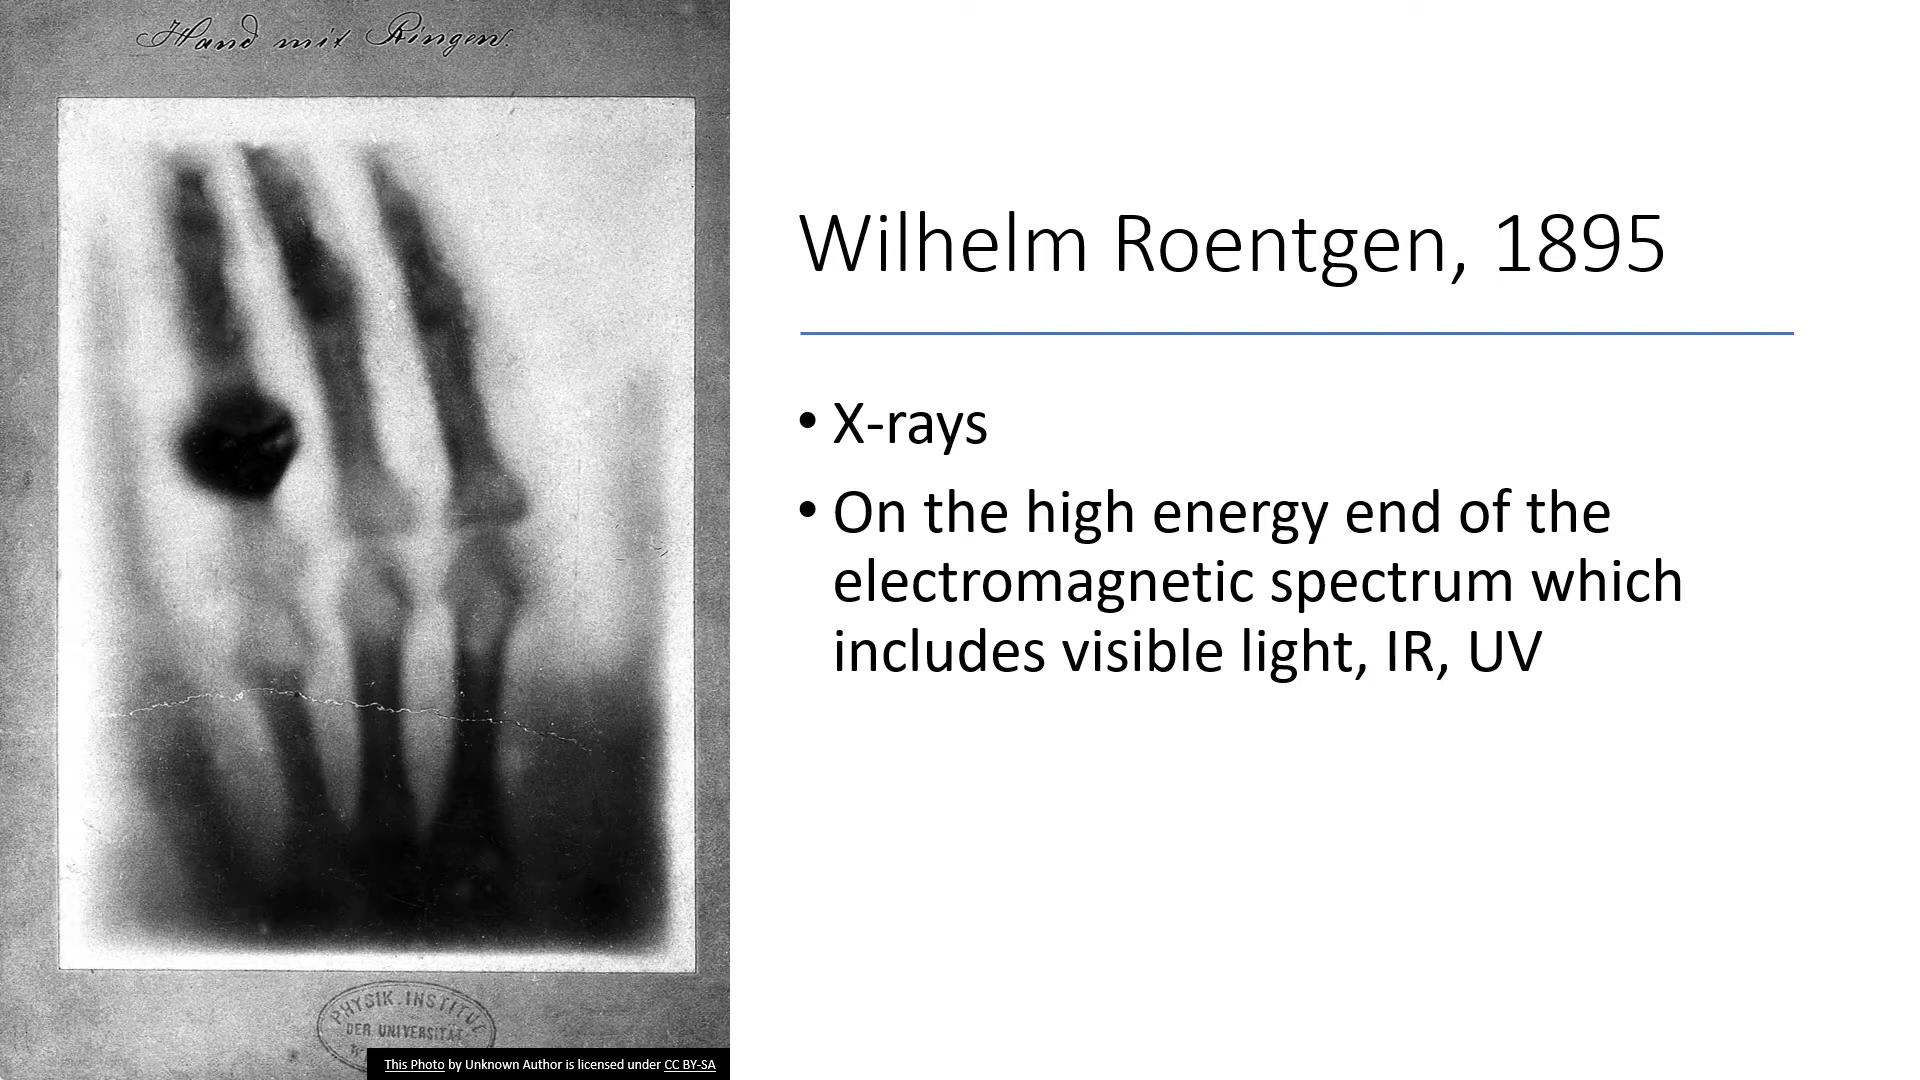 Hand mit Ringen.
PHYSIK. INSTITUT
DER UNIVERSITÄT
This Photo by Unknown Author is licensed under CC BY-SA
Wilhelm Roentgen, 1895
• X-rays
• On the high energy end of the
electromagnetic spectrum which
includes visible light, IR, UV